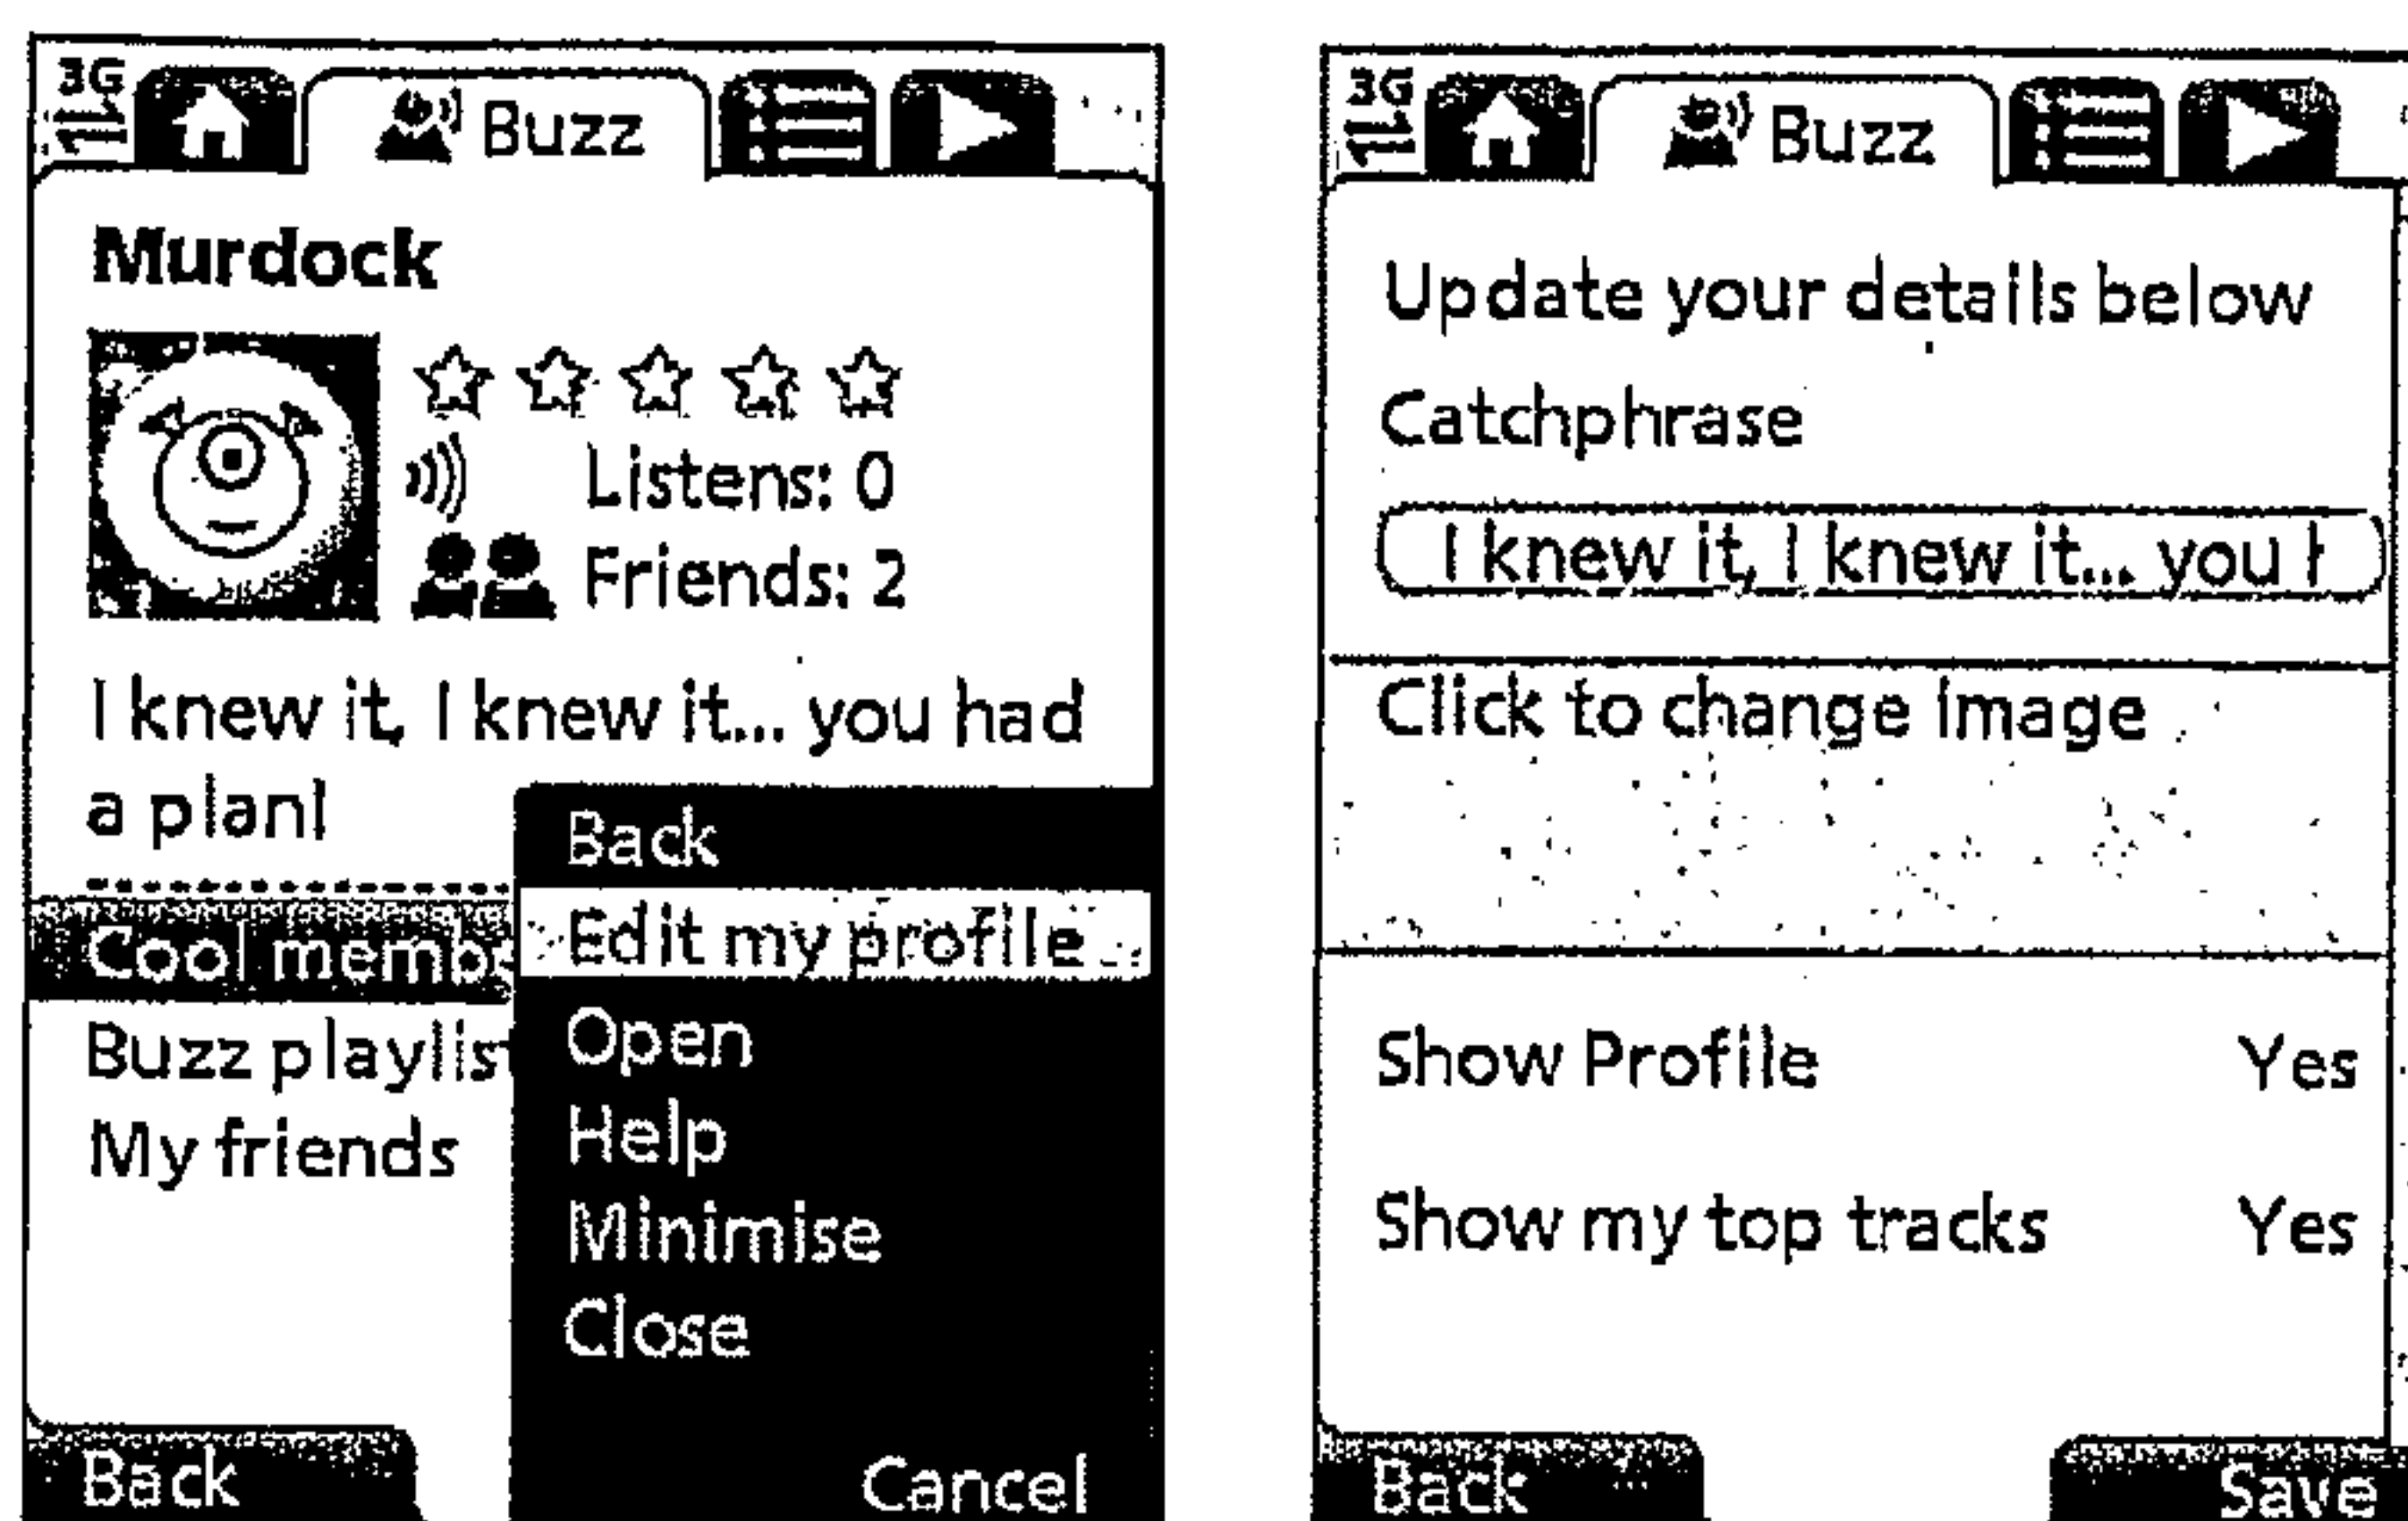 3G
Buzz
Murdock
Listens: 0
Friends: 2
I knew it, I knew it... you had
a plan!
Cool memb
Buzz playlis
My friends
Back
Edit my profile
Open
Help
Minimise
Close
Back
Cancel
3G
Buzz
Update your details below
Catchphrase
I knew it, I knew it... you h
Click to change image
Show Profile Yes
Show my top tracks Yes
Back
Save